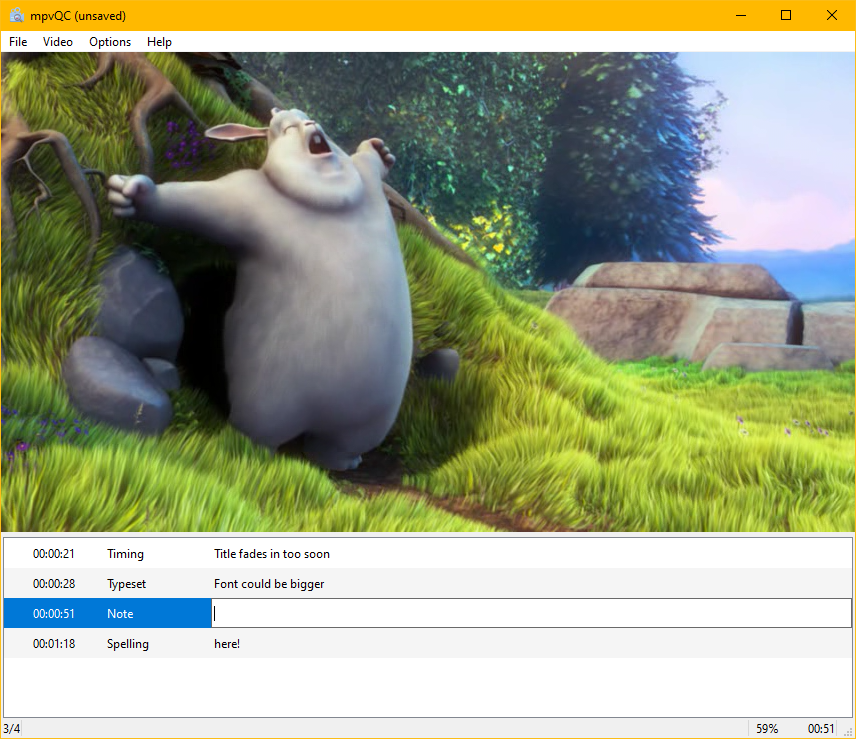 mpvQC (unsaved)
File Video Options Help
00:00:21 Timing Title fades in too soon
00:00:28 Typeset Font could be bigger
00:00:51 Note
00:01:18 Spelling here!
3/4 59% 00:51